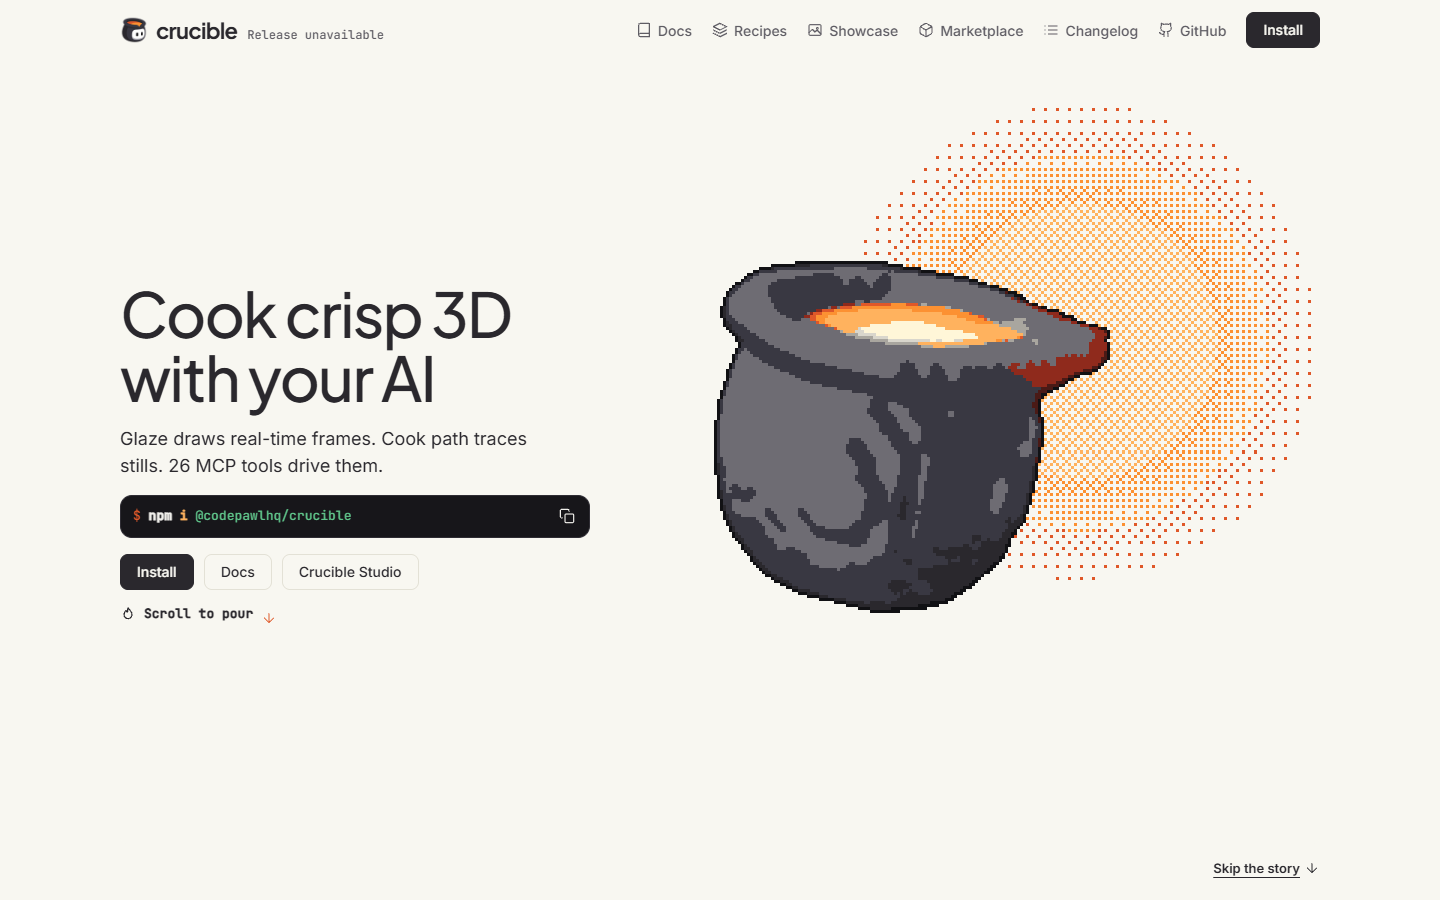 crucible Release unavailable Docs Recipes Showcase Marketplace Changelog GitHub Install
Cook crisp 3D
with your AI
Glaze draws real-time frames. Cook path traces
stills. 26 MCP tools drive them.
$ npm i @codepawlhq/crucible
Install Docs Crucible Studio
Scroll to pour
Skip the story